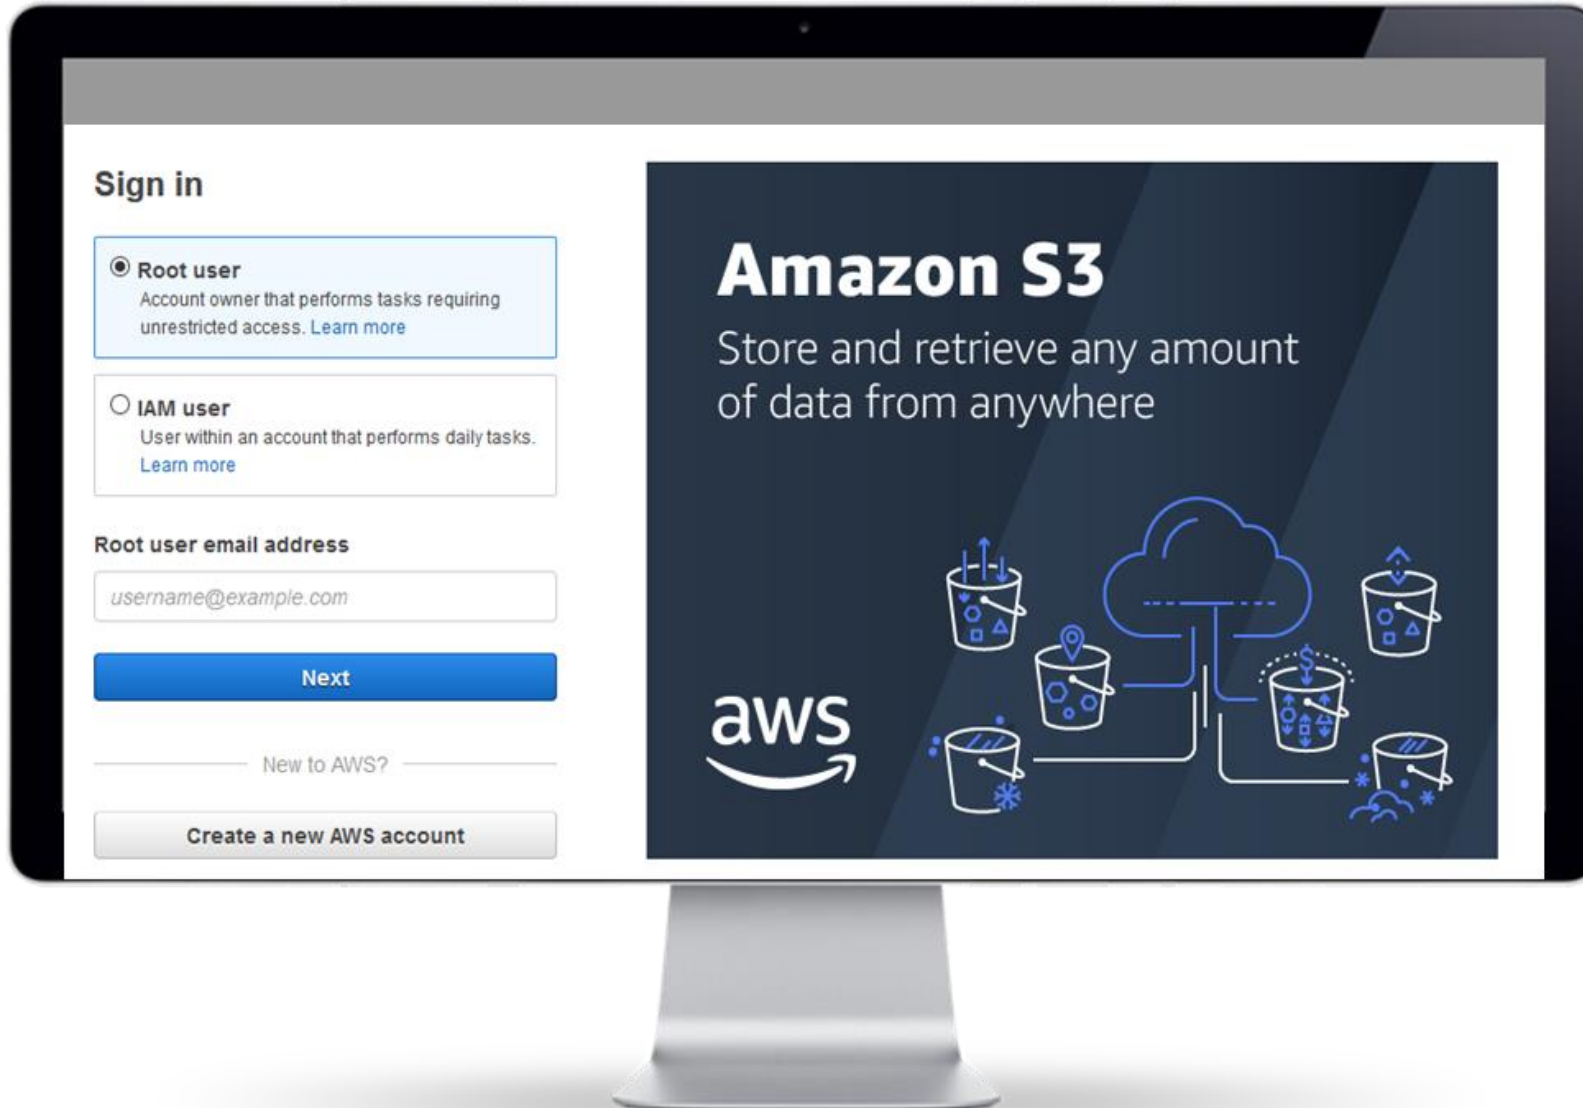 Sign in
Root user
Account owner that performs tasks requiring
unrestricted access. Learn more
IAM user
User within an account that performs daily tasks.
Learn more
Root user email address
username@example.com
Next
New to AWS?
Create a new AWS account
Amazon S3
Store and retrieve any amount
of data from anywhere
$
aws